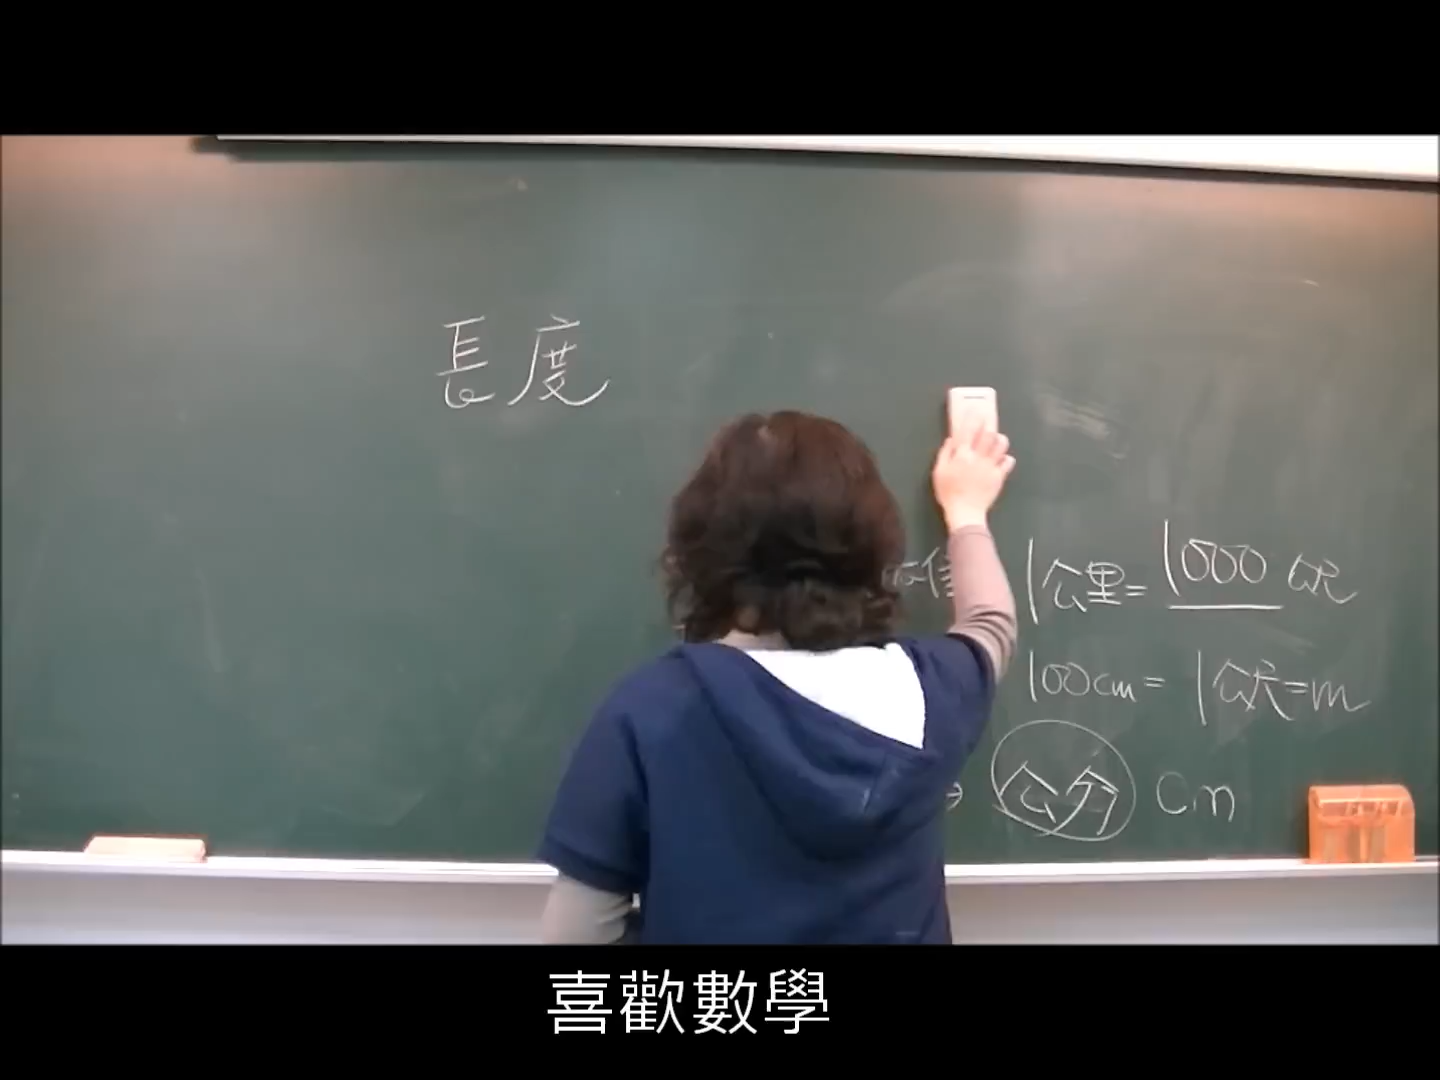 長度
1公里=1000公尺
100cm=1公尺=m
公分 cm
喜歡數學